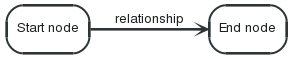 Start node
relationship
End node